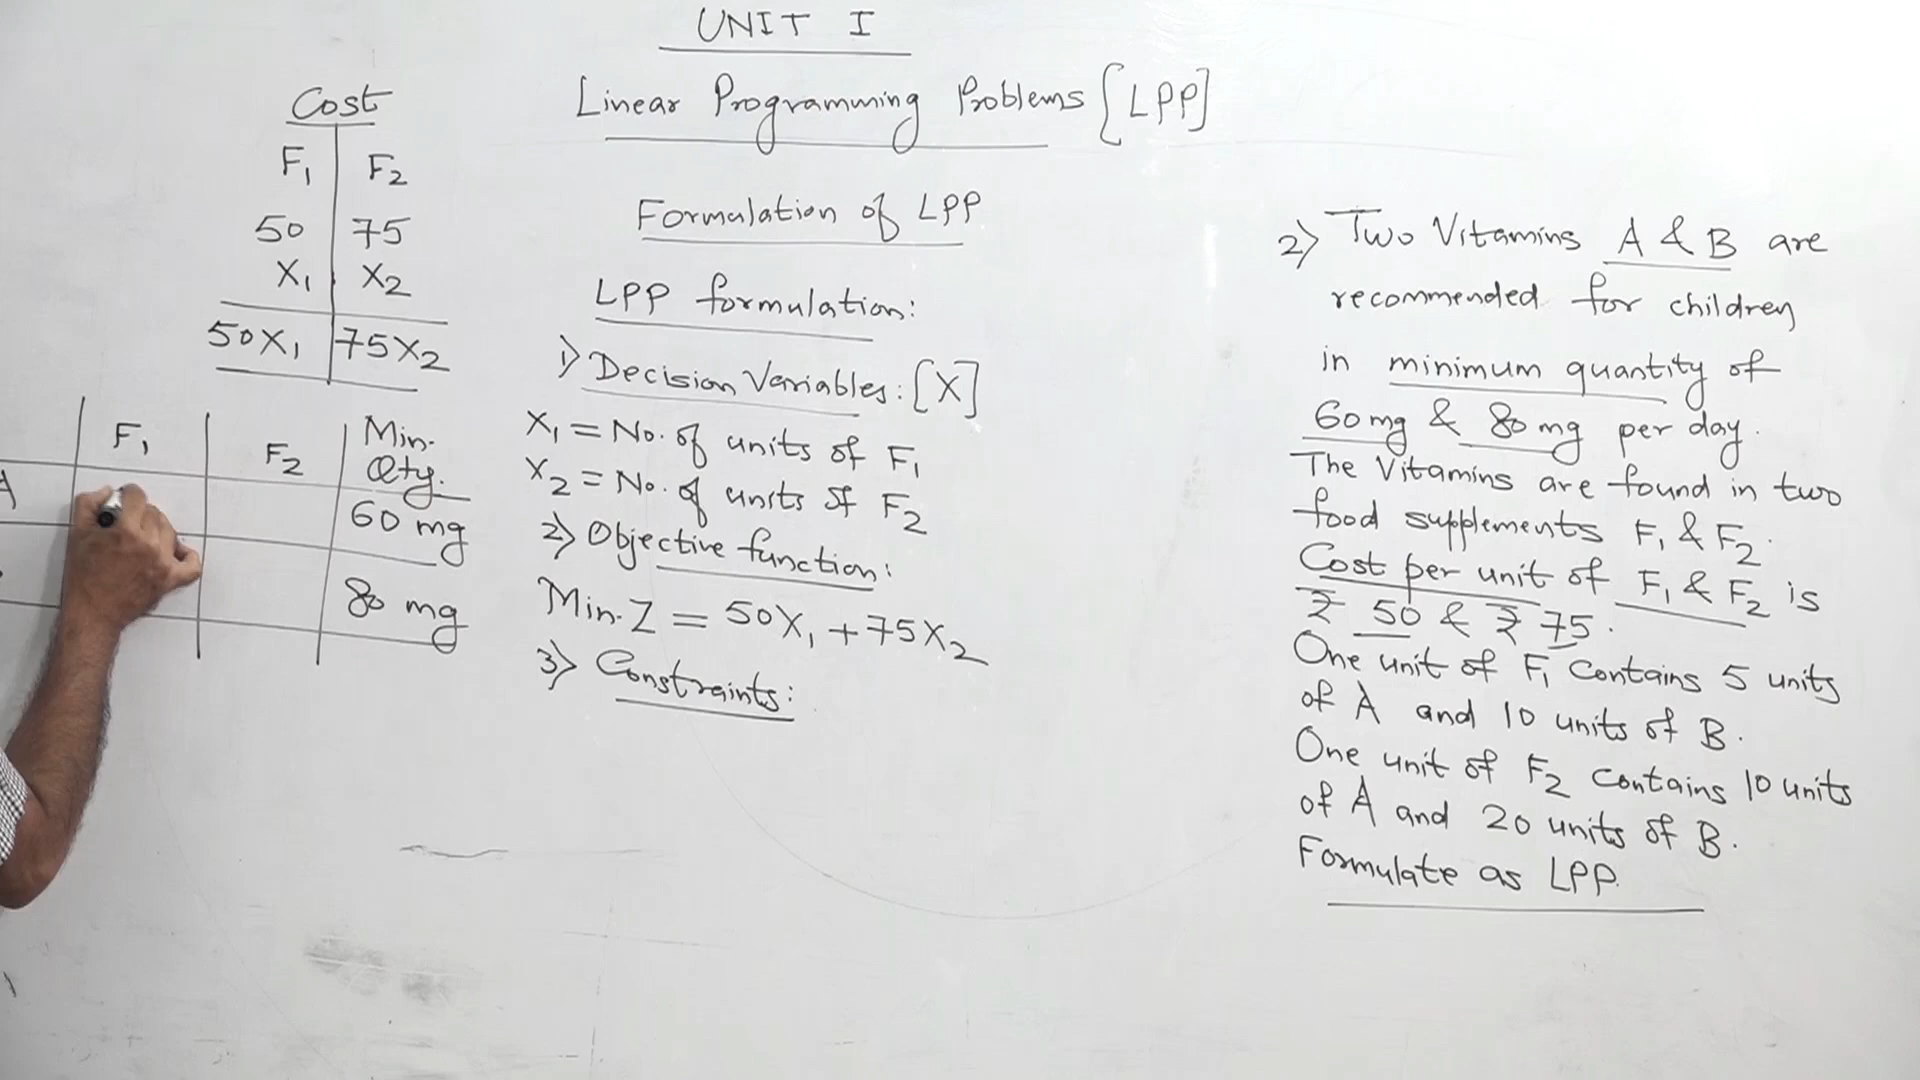 UNIT I
Linear Programming Problems [LPP]
Cost
F₁ F₂
50 75
X₁ X₂
50X₁ 75X₂
F₁ F₂ Min. Qty.
A 60 mg
80 mg
Formulation of LPP
LPP formulation:
1) Decision Variables: [X]
X₁ = No. of units of F₁
X₂ = No. of units of F₂
2) Objective function:
Min. Z = 50X₁ + 75X₂
3) Constraints:
2) Two Vitamins A & B are
recommended for children
in minimum quantity of
60 mg & 80 mg per day.
The Vitamins are found in two
food supplements F₁ & F₂.
Cost per unit of F₁ & F₂ is
₹ 50 & ₹ 75.
One unit of F₁ contains 5 units
of A and 10 units of B.
One unit of F₂ contains 10 units
of A and 20 units of B.
Formulate as LPP.